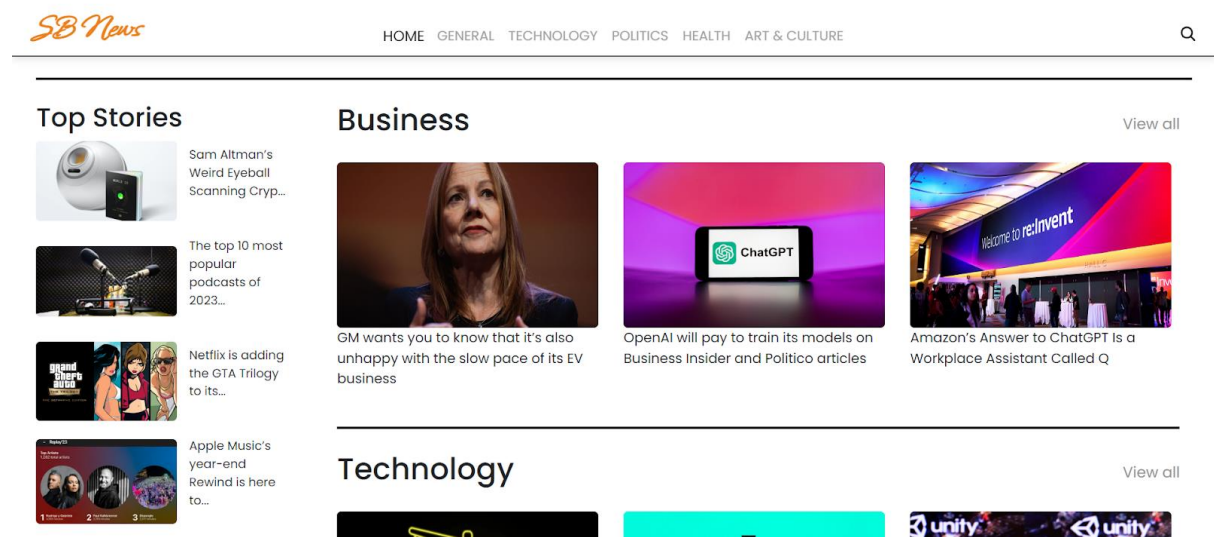 SB News
HOME GENERAL TECHNOLOGY POLITICS HEALTH ART & CULTURE
Top Stories
Sam Altman's
Weird Eyeball
Scanning Cryp...
The top 10 most
popular
podcasts of
2023...
grand
theft
auto
Netflix is adding
the GTA Trilogy
to its...
Replay'23
Apple Music's
year-end
Rewind is here
to...
1
2
3
Business
View all
GM wants you to know that it's also
unhappy with the slow pace of its EV
business
ChatGPT
OpenAI will pay to train its models on
Business Insider and Politico articles
Welcome to re:Invent
Amazon's Answer to ChatGPT Is a
Workplace Assistant Called Q
Technology
View all
unity
unity